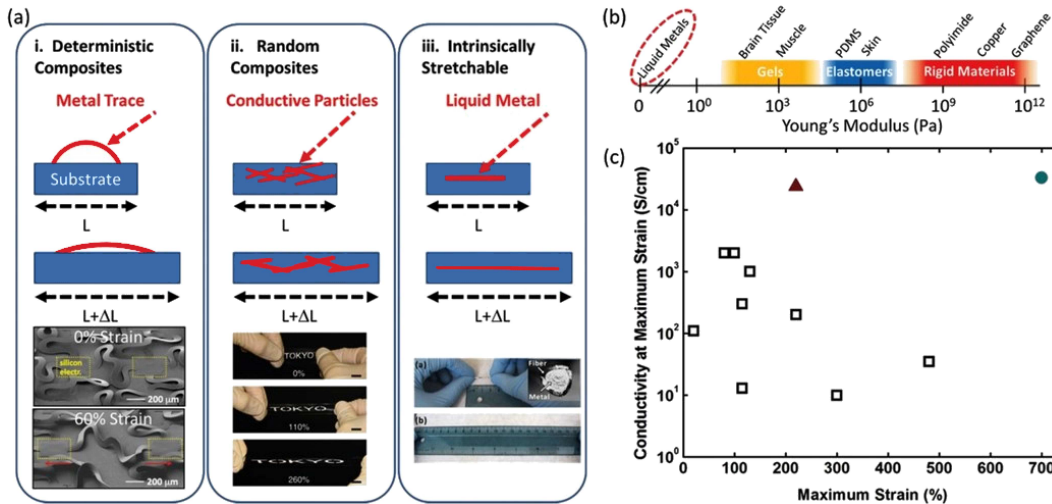 (a)
i. Deterministic
Composites
Metal Trace
Substrate
L
L+ΔL
0% Strain
silicon
electr.
200 μm
60% Strain
200 μm
ii. Random
Composites
Conductive Particles
L
L+ΔL
TOKYO
0%
TOKYO
110%
TOKYO
260%
iii. Intrinsically
Stretchable
Liquid Metal
L
L+ΔL
(a)
Fiber
Metal
(b)
(b)
Liquid Metals
Brain Tissue
Muscle
PDMS
Skin
Polyimide
Copper
Graphene
Gels
Elastomers
Rigid Materials
0 10⁰ 10³ 10⁶ 10⁹ 10¹²
Young's Modulus (Pa)
(c)
Conductivity at Maximum Strain (S/cm)
10⁵
10⁴
10³
10²
10¹
10⁰
0 100 200 300 400 500 600 700
Maximum Strain (%)